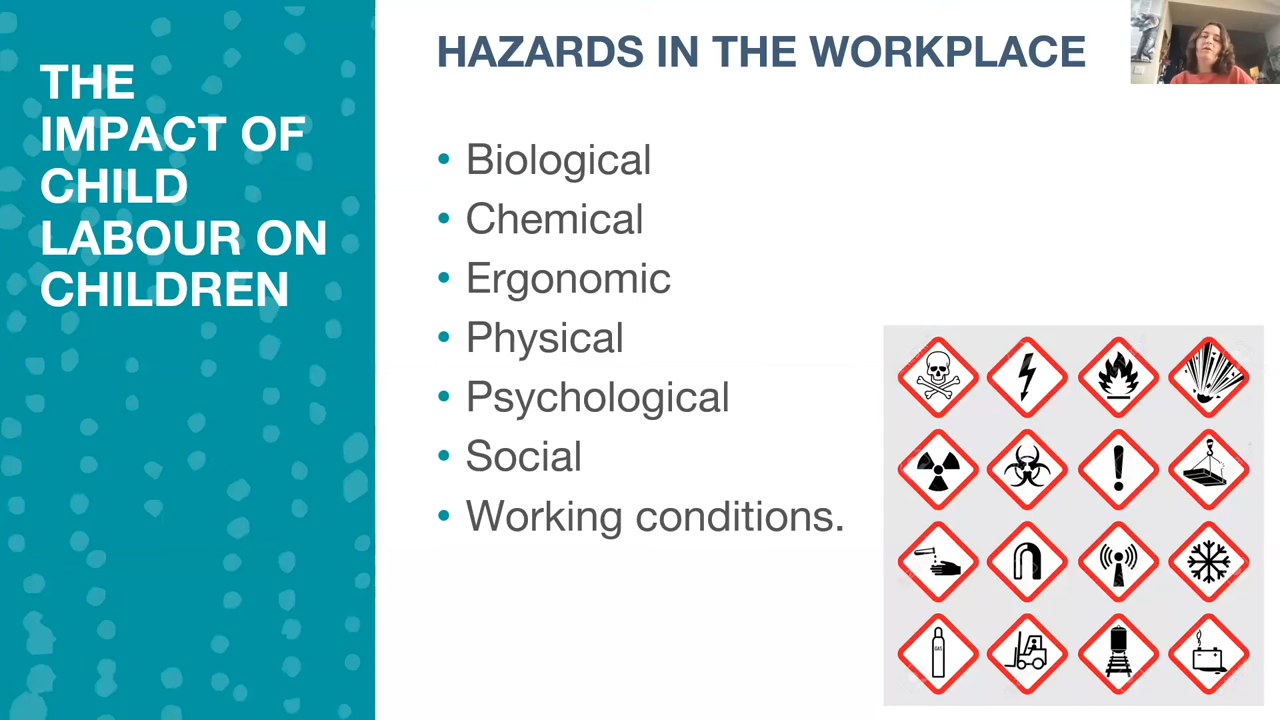 THE
IMPACT OF
CHILD
LABOUR ON
CHILDREN
HAZARDS IN THE WORKPLACE
• Biological
• Chemical
• Ergonomic
• Physical
• Psychological
• Social
• Working conditions.
GAS